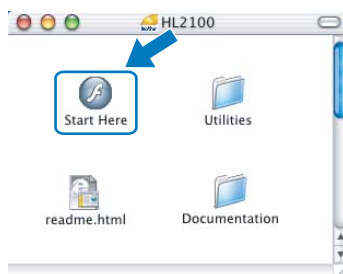 HL2100
Start Here
Utilities
readme.html
Documentation